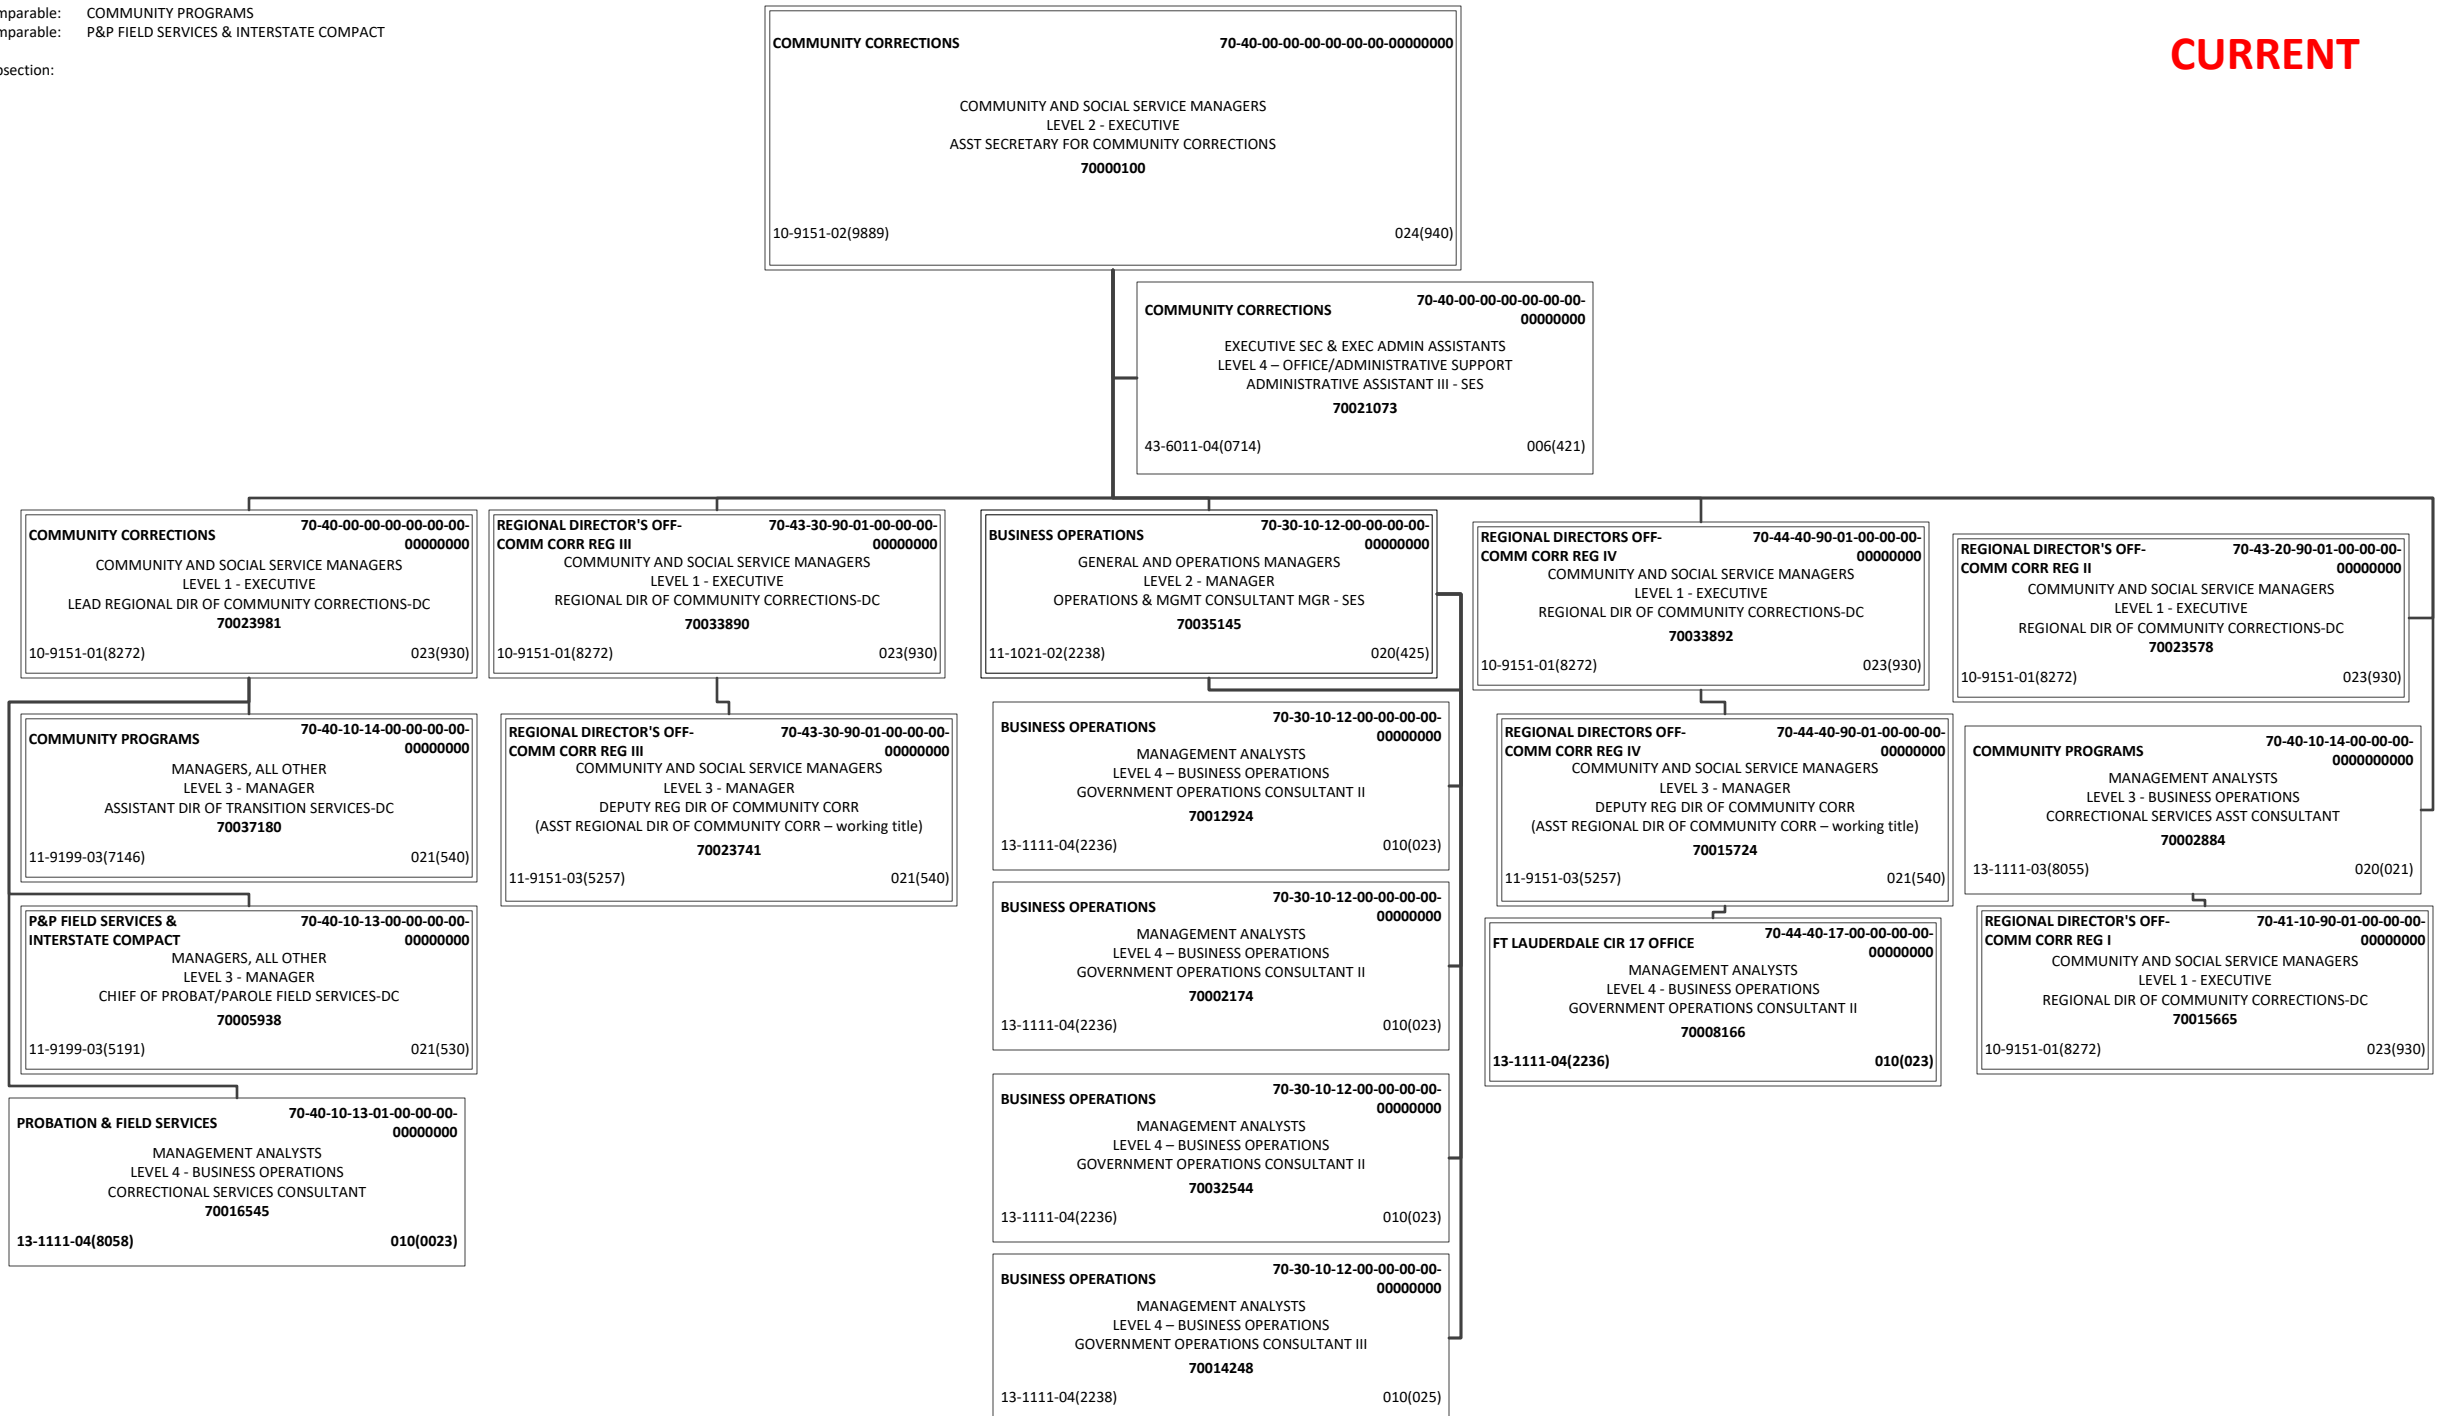 mparable: COMMUNITY PROGRAMS
mparable: P&P FIELD SERVICES & INTERSTATE COMPACT
bsection:
CURRENT
COMMUNITY CORRECTIONS 70-40-00-00-00-00-00-00-00000000
COMMUNITY AND SOCIAL SERVICE MANAGERS
LEVEL 2 - EXECUTIVE
ASST SECRETARY FOR COMMUNITY CORRECTIONS
70000100
10-9151-02(9889) 024(940)
COMMUNITY CORRECTIONS 70-40-00-00-00-00-00-00-
00000000
EXECUTIVE SEC & EXEC ADMIN ASSISTANTS
LEVEL 4 – OFFICE/ADMINISTRATIVE SUPPORT
ADMINISTRATIVE ASSISTANT III - SES
70021073
43-6011-04(0714) 006(421)
COMMUNITY CORRECTIONS 70-40-00-00-00-00-00-00-
00000000
COMMUNITY AND SOCIAL SERVICE MANAGERS
LEVEL 1 - EXECUTIVE
LEAD REGIONAL DIR OF COMMUNITY CORRECTIONS-DC
70023981
10-9151-01(8272) 023(930)
REGIONAL DIRECTOR'S OFF- 70-43-30-90-01-00-00-00-
COMM CORR REG III 00000000
COMMUNITY AND SOCIAL SERVICE MANAGERS
LEVEL 1 - EXECUTIVE
REGIONAL DIR OF COMMUNITY CORRECTIONS-DC
70033890
10-9151-01(8272) 023(930)
BUSINESS OPERATIONS 70-30-10-12-00-00-00-00-
00000000
GENERAL AND OPERATIONS MANAGERS
LEVEL 2 - MANAGER
OPERATIONS & MGMT CONSULTANT MGR - SES
70035145
11-1021-02(2238) 020(425)
REGIONAL DIRECTORS OFF- 70-44-40-90-01-00-00-00-
COMM CORR REG IV 00000000
COMMUNITY AND SOCIAL SERVICE MANAGERS
LEVEL 1 - EXECUTIVE
REGIONAL DIR OF COMMUNITY CORRECTIONS-DC
70033892
10-9151-01(8272) 023(930)
REGIONAL DIRECTOR'S OFF- 70-43-20-90-01-00-00-00-
COMM CORR REG II 00000000
COMMUNITY AND SOCIAL SERVICE MANAGERS
LEVEL 1 - EXECUTIVE
REGIONAL DIR OF COMMUNITY CORRECTIONS-DC
70023578
10-9151-01(8272) 023(930)
COMMUNITY PROGRAMS 70-40-10-14-00-00-00-00-
00000000
MANAGERS, ALL OTHER
LEVEL 3 - MANAGER
ASSISTANT DIR OF TRANSITION SERVICES-DC
70037180
11-9199-03(7146) 021(540)
REGIONAL DIRECTOR'S OFF- 70-43-30-90-01-00-00-00-
COMM CORR REG III 00000000
COMMUNITY AND SOCIAL SERVICE MANAGERS
LEVEL 3 - MANAGER
DEPUTY REG DIR OF COMMUNITY CORR
(ASST REGIONAL DIR OF COMMUNITY CORR – working title)
70023741
11-9151-03(5257) 021(540)
BUSINESS OPERATIONS 70-30-10-12-00-00-00-00-
00000000
MANAGEMENT ANALYSTS
LEVEL 4 – BUSINESS OPERATIONS
GOVERNMENT OPERATIONS CONSULTANT II
70012924
13-1111-04(2236) 010(023)
REGIONAL DIRECTORS OFF- 70-44-40-90-01-00-00-00-
COMM CORR REG IV 00000000
COMMUNITY AND SOCIAL SERVICE MANAGERS
LEVEL 3 - MANAGER
DEPUTY REG DIR OF COMMUNITY CORR
(ASST REGIONAL DIR OF COMMUNITY CORR – working title)
70015724
11-9151-03(5257) 021(540)
COMMUNITY PROGRAMS 70-40-10-14-00-00-00-
0000000000
MANAGEMENT ANALYSTS
LEVEL 3 - BUSINESS OPERATIONS
CORRECTIONAL SERVICES ASST CONSULTANT
70002884
13-1111-03(8055) 020(021)
P&P FIELD SERVICES & 70-40-10-13-00-00-00-00-
INTERSTATE COMPACT 00000000
MANAGERS, ALL OTHER
LEVEL 3 - MANAGER
CHIEF OF PROBAT/PAROLE FIELD SERVICES-DC
70005938
11-9199-03(5191) 021(530)
BUSINESS OPERATIONS 70-30-10-12-00-00-00-00-
00000000
MANAGEMENT ANALYSTS
LEVEL 4 – BUSINESS OPERATIONS
GOVERNMENT OPERATIONS CONSULTANT II
70002174
13-1111-04(2236) 010(023)
FT LAUDERDALE CIR 17 OFFICE 70-44-40-17-00-00-00-00-
00000000
MANAGEMENT ANALYSTS
LEVEL 4 - BUSINESS OPERATIONS
GOVERNMENT OPERATIONS CONSULTANT II
70008166
13-1111-04(2236) 010(023)
REGIONAL DIRECTOR'S OFF- 70-41-10-90-01-00-00-00-
COMM CORR REG I 00000000
COMMUNITY AND SOCIAL SERVICE MANAGERS
LEVEL 1 - EXECUTIVE
REGIONAL DIR OF COMMUNITY CORRECTIONS-DC
70015665
10-9151-01(8272) 023(930)
PROBATION & FIELD SERVICES 70-40-10-13-01-00-00-00-
00000000
MANAGEMENT ANALYSTS
LEVEL 4 - BUSINESS OPERATIONS
CORRECTIONAL SERVICES CONSULTANT
70016545
13-1111-04(8058) 010(0023)
BUSINESS OPERATIONS 70-30-10-12-00-00-00-00-
00000000
MANAGEMENT ANALYSTS
LEVEL 4 – BUSINESS OPERATIONS
GOVERNMENT OPERATIONS CONSULTANT II
70032544
13-1111-04(2236) 010(023)
BUSINESS OPERATIONS 70-30-10-12-00-00-00-00-
00000000
MANAGEMENT ANALYSTS
LEVEL 4 – BUSINESS OPERATIONS
GOVERNMENT OPERATIONS CONSULTANT III
70014248
13-1111-04(2238) 010(025)